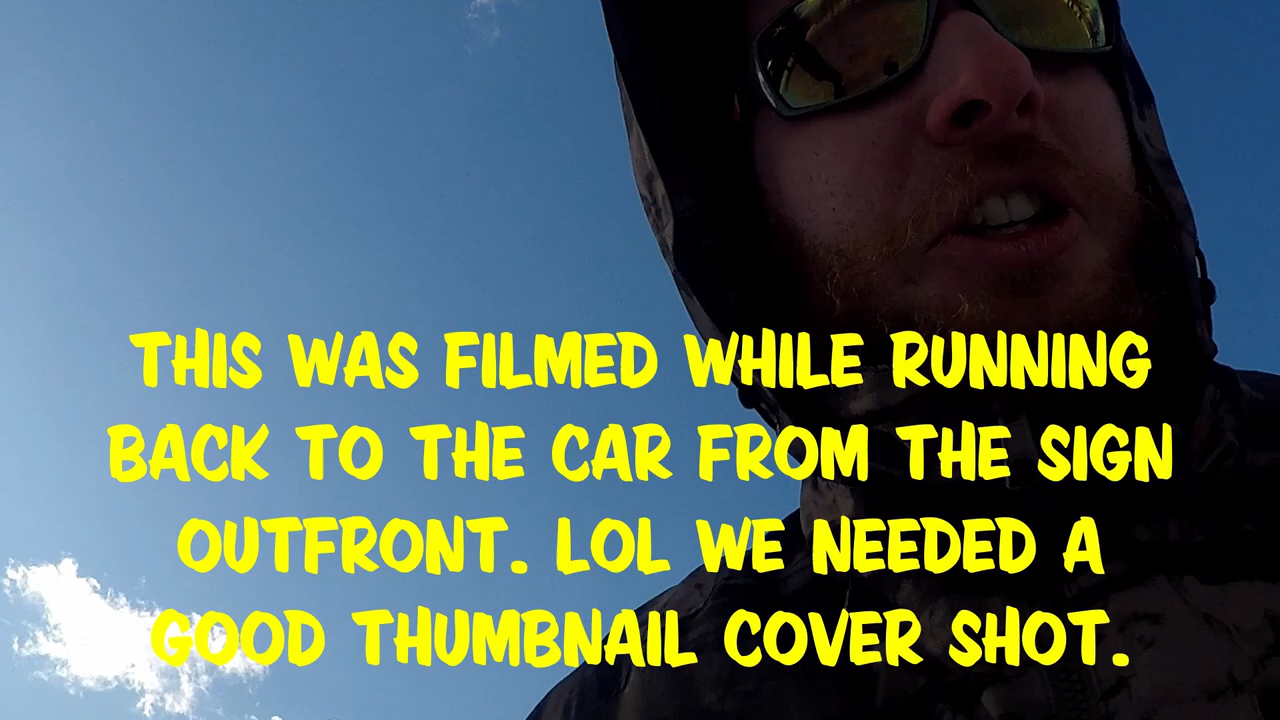 THIS WAS FILMED WHILE RUNNING
BACK TO THE CAR FROM THE SIGN
OUTFRONT. LOL WE NEEDED A
GOOD THUMBNAIL COVER SHOT.